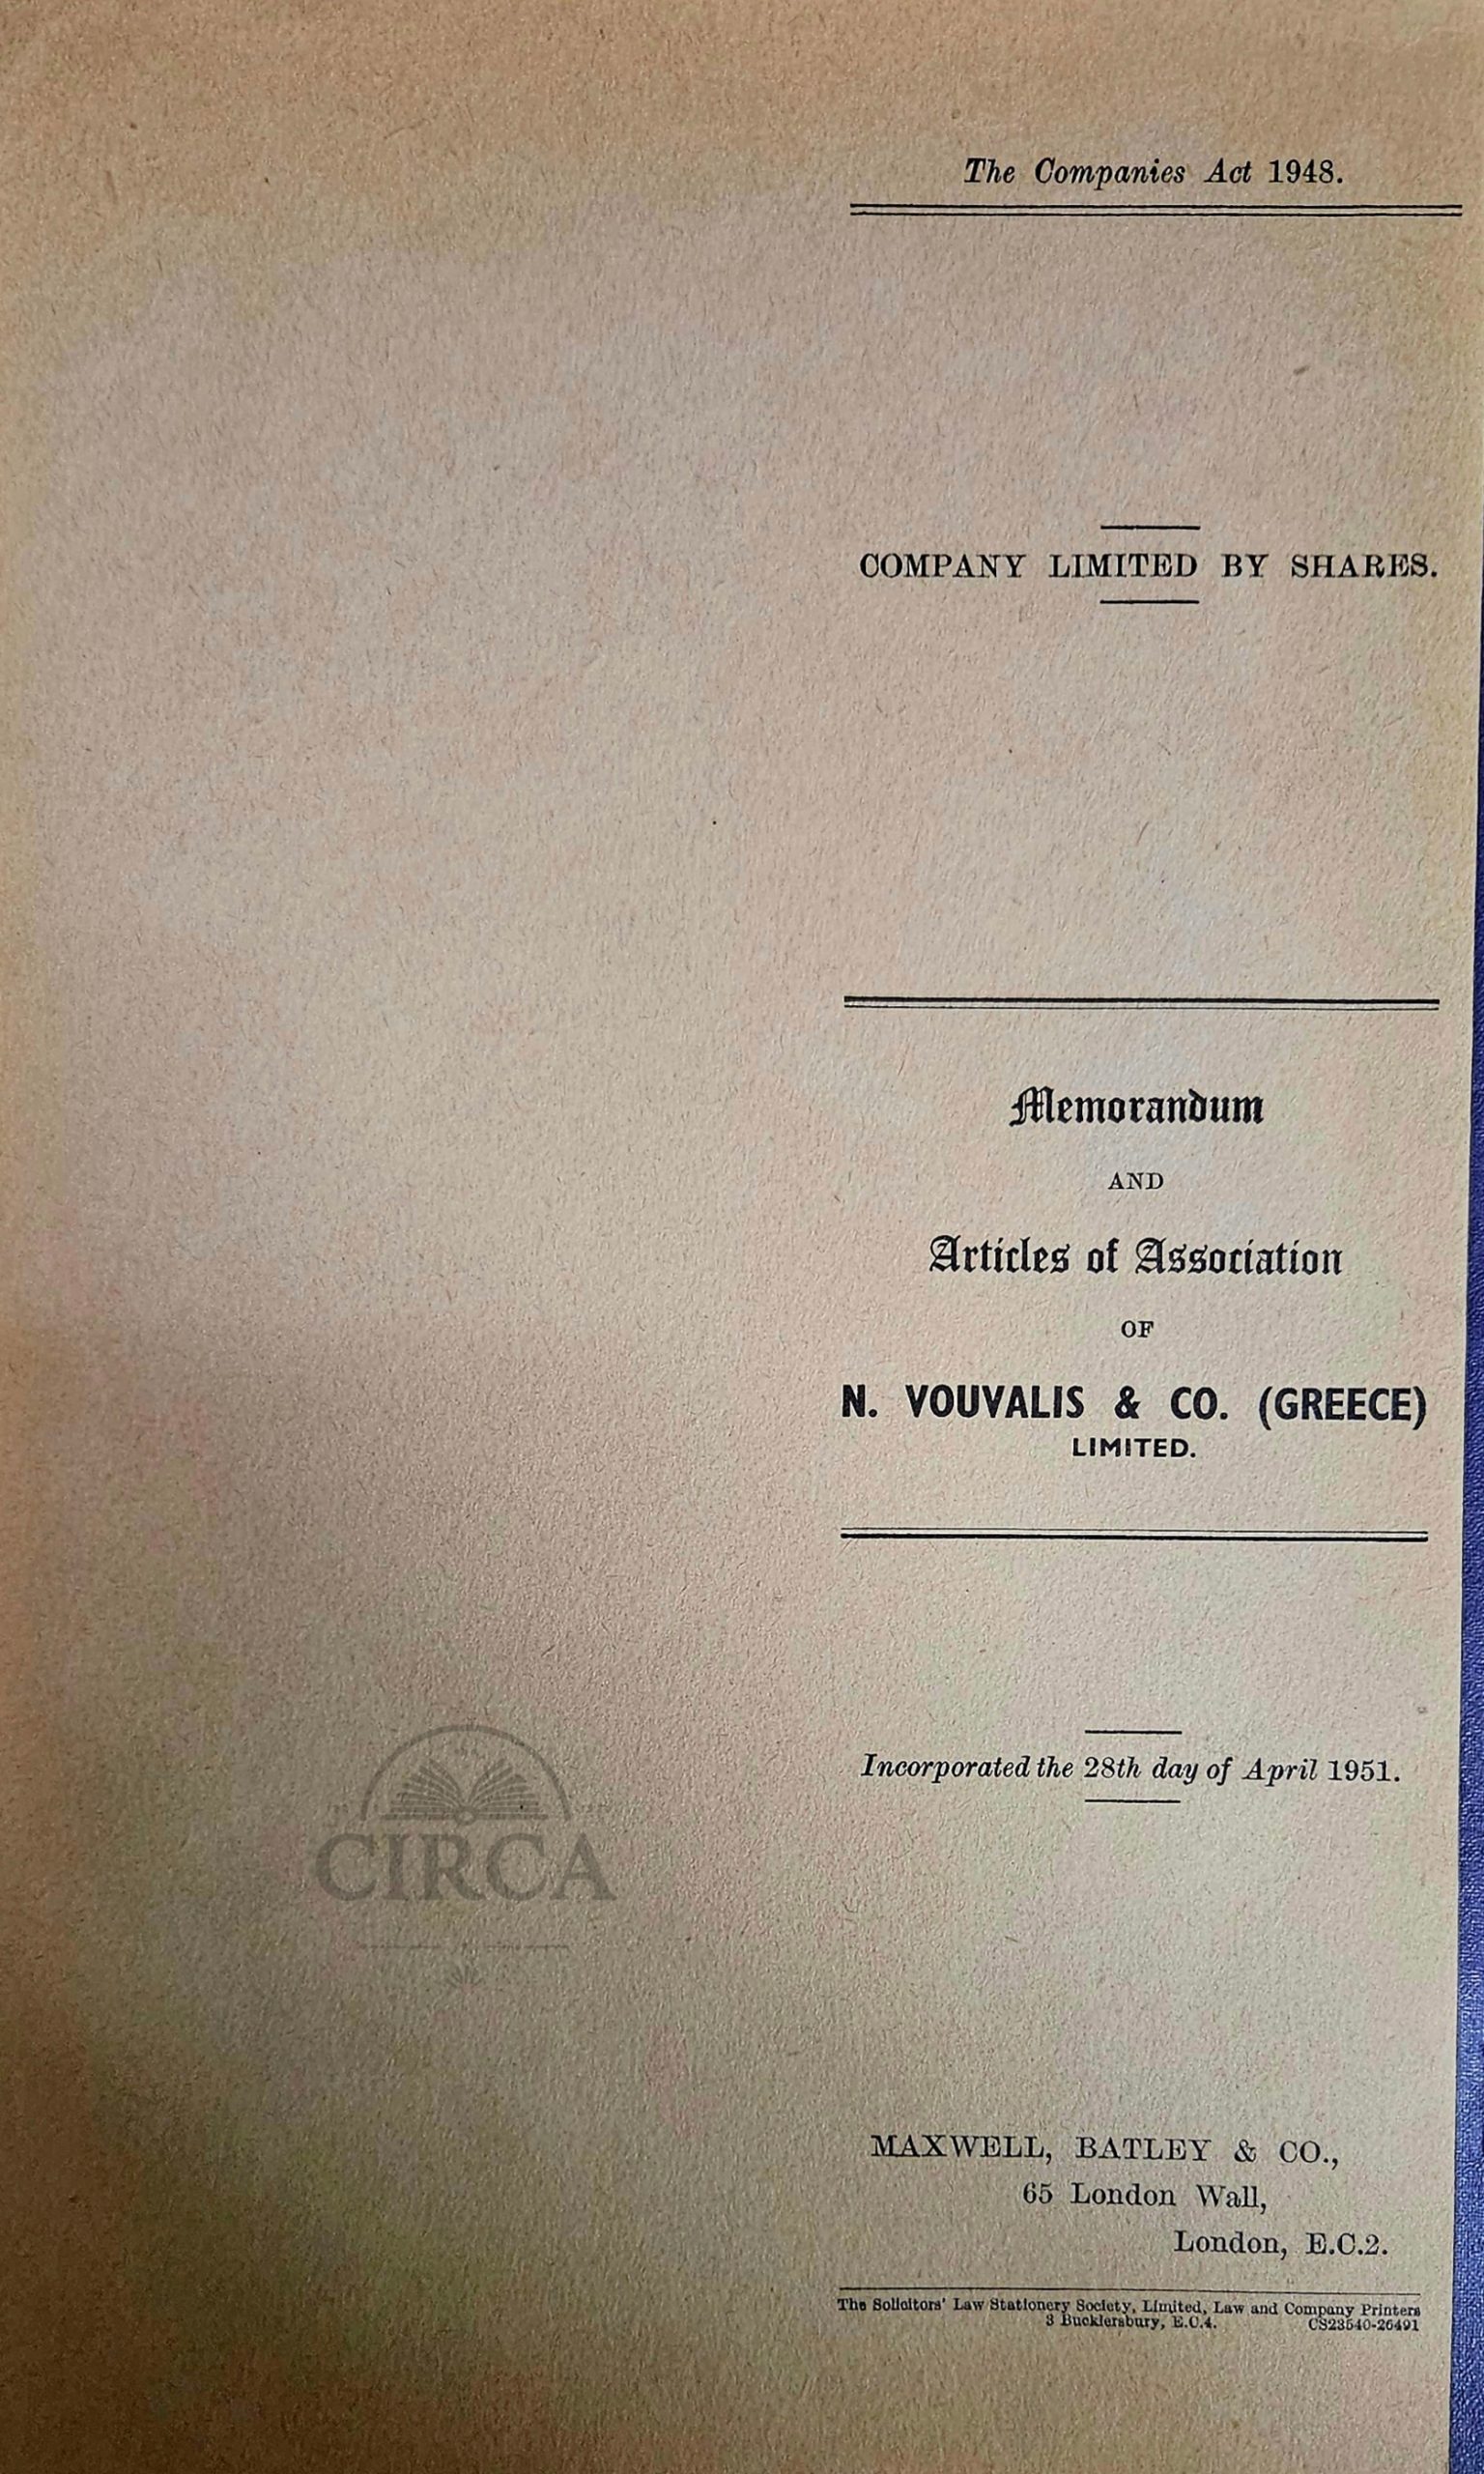 The Companies Act 1948.
COMPANY LIMITED BY SHARES.
Memorandum
AND
Articles of Association
OF
N. VOUVALIS & CO. (GREECE)
LIMITED.
Incorporated the 28th day of April 1951.
CIRCA
MAXWELL, BATLEY & CO.,
65 London Wall,
London, E.C.2.
The Solicitors' Law Stationery Society, Limited, Law and Company Printers
3 Bucklersbury, E.C.4. CS23540-26491